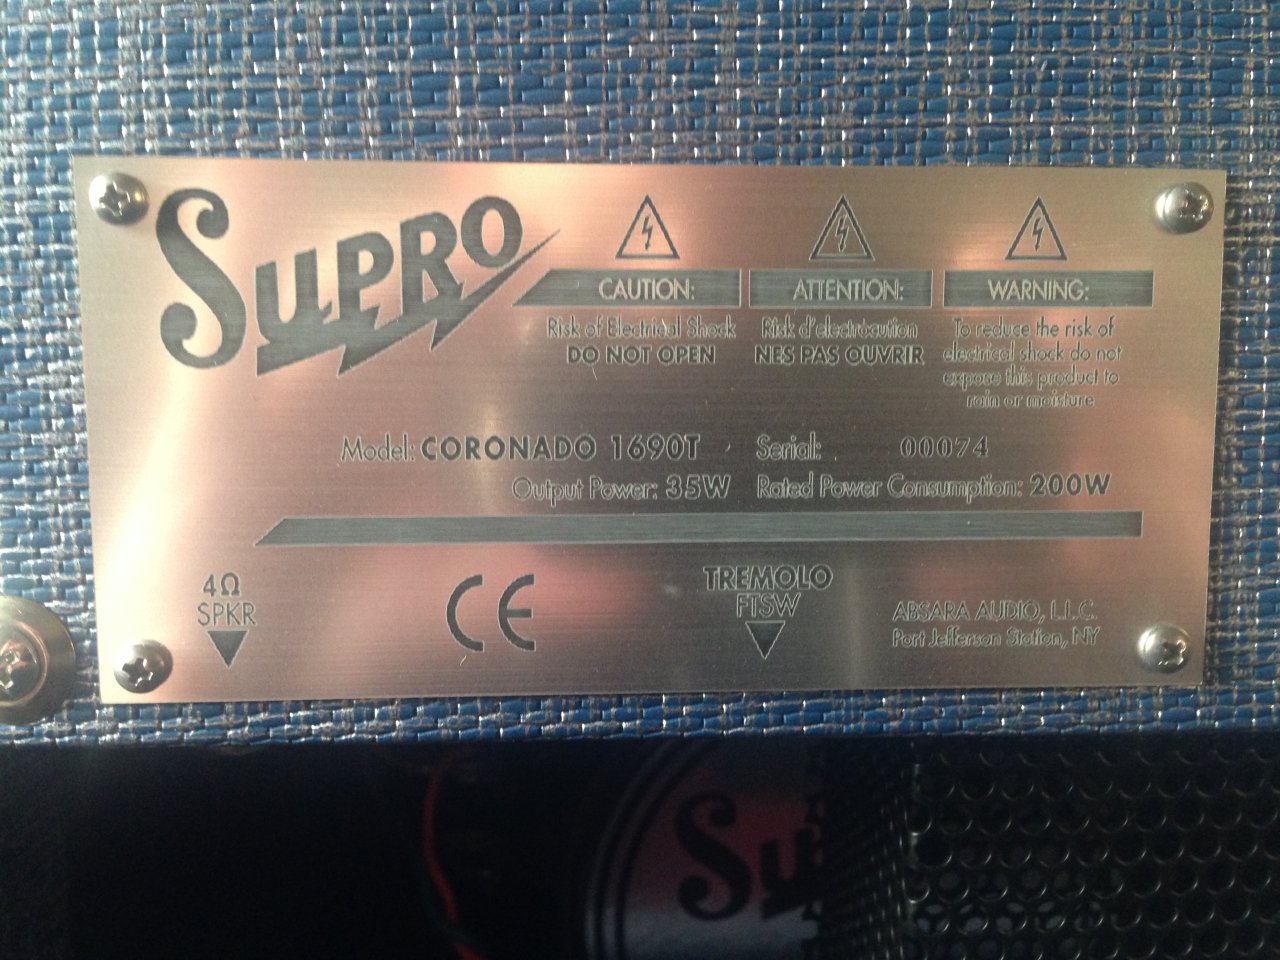 SUPRO
CAUTION:
Risk of Electrical Shock
DO NOT OPEN
ATTENTION:
Risk d'electrocution
NES PAS OUVRIR
WARNING:
To reduce the risk of
electrical shock do not
expose this product to
rain or moisture
Model: CORONADO 1690T
Serial: 00074
Output Power: 35W
Rated Power Consumption: 200W
4Ω
SPKR
CE
TREMOLO
FTSW
ABSARA AUDIO, L.L.C.
Port Jefferson Station, NY
Su